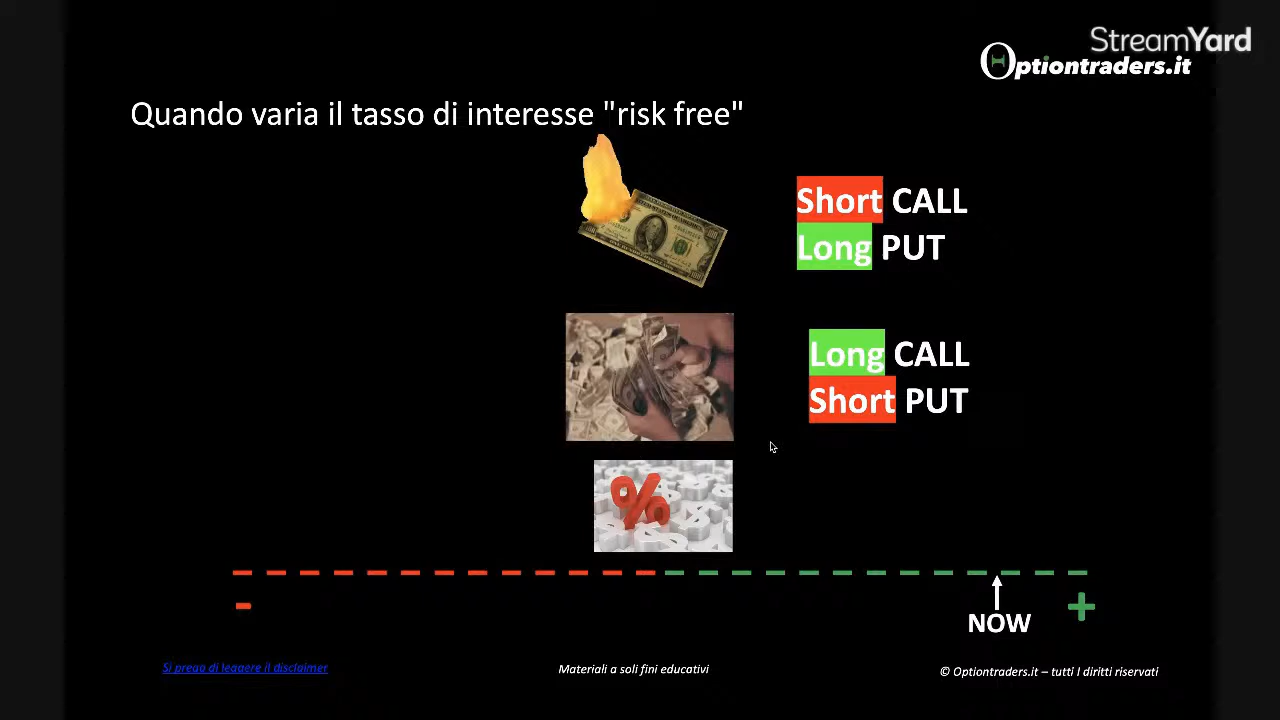 StreamYard
Optiontraders.it
Quando varia il tasso di interesse "risk free"
Short CALL
Long PUT
Long CALL
Short PUT
%
- +
NOW
Si prega di leggere il disclaimer
Materiali a soli fini educativi
© Optiontraders.it – tutti I diritti riservati